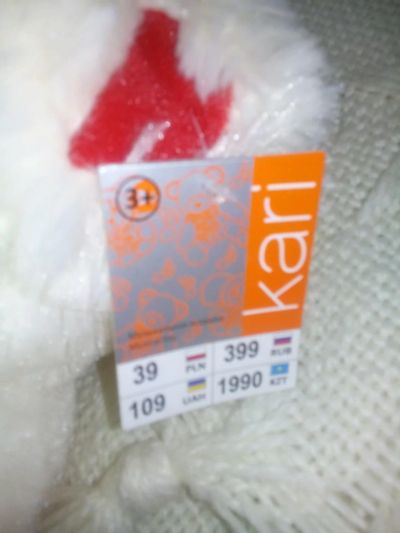 3+
kari
39 PLN
399 RUB
109 UAH
1990 KZT